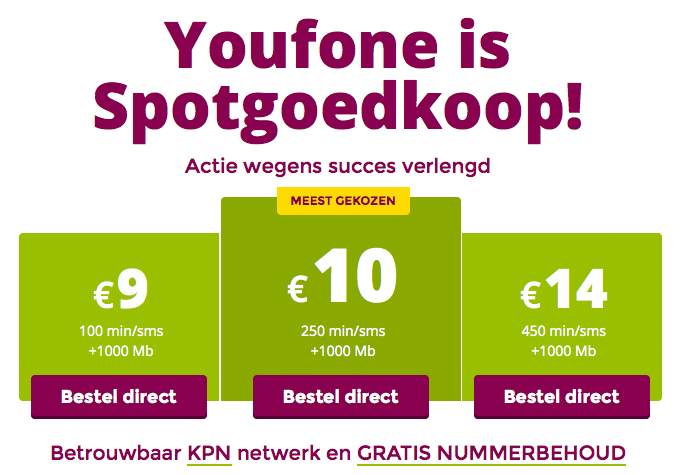 Youfone is
Spotgoedkoop!
Actie wegens succes verlengd
MEEST GEKOZEN
€9
100 min/sms
+1000 Mb
Bestel direct
€10
250 min/sms
+1000 Mb
Bestel direct
€14
450 min/sms
+1000 Mb
Bestel direct
Betrouwbaar KPN netwerk en GRATIS NUMMERBEHOUD